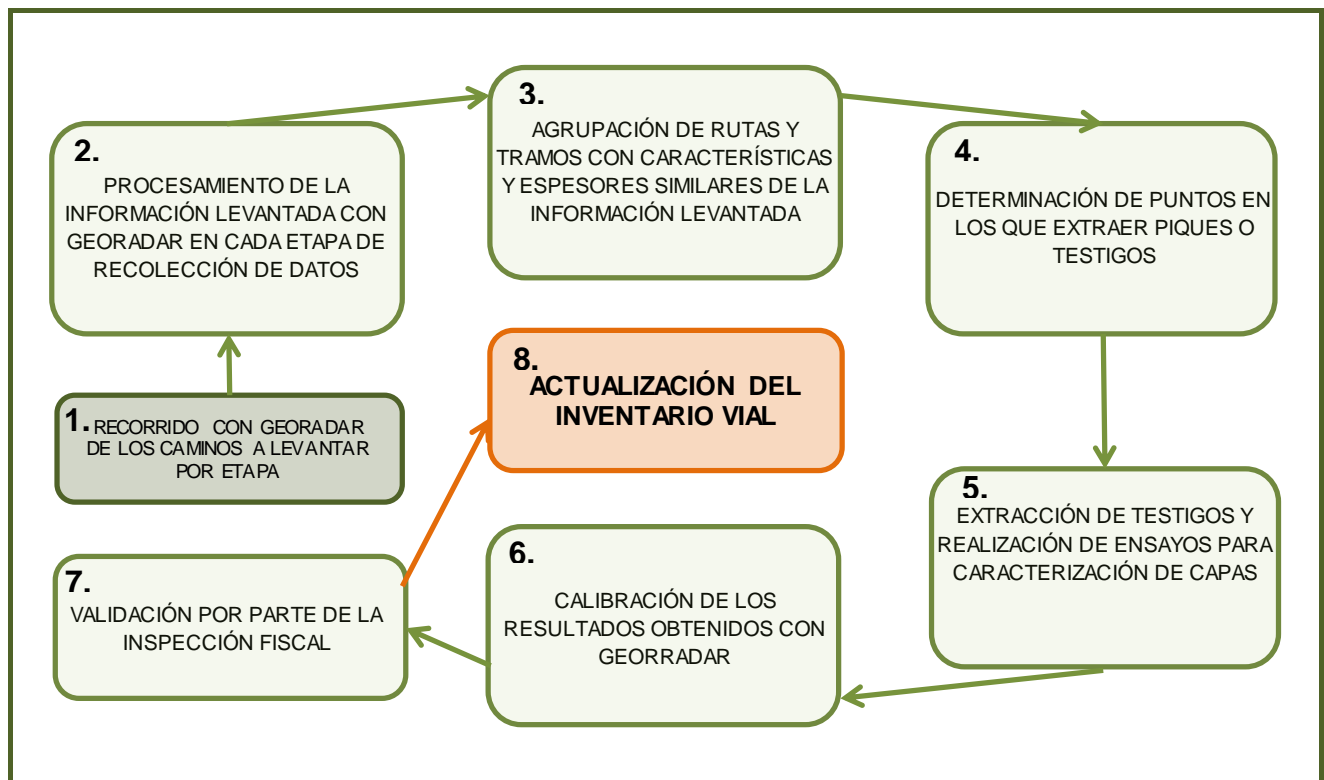 1. RECORRIDO CON GEORADAR
DE LOS CAMINOS A LEVANTAR
POR ETAPA
2.
PROCESAMIENTO DE LA
INFORMACIÓN LEVANTADA CON
GEORADAR EN CADA ETAPA DE
RECOLECCIÓN DE DATOS
3.
AGRUPACIÓN DE RUTAS Y
TRAMOS CON CARACTERÍSTICAS
Y ESPESORES SIMILARES DE LA
INFORMACIÓN LEVANTADA
4.
DETERMINACIÓN DE PUNTOS EN
LOS QUE EXTRAER PIQUES O
TESTIGOS
5.
EXTRACCIÓN DE TESTIGOS Y
REALIZACIÓN DE ENSAYOS PARA
CARACTERIZACIÓN DE CAPAS
6.
CALIBRACIÓN DE LOS
RESULTADOS OBTENIDOS CON
GEORRADAR
7.
VALIDACIÓN POR PARTE DE LA
INSPECCIÓN FISCAL
8.
ACTUALIZACIÓN DEL
INVENTARIO VIAL